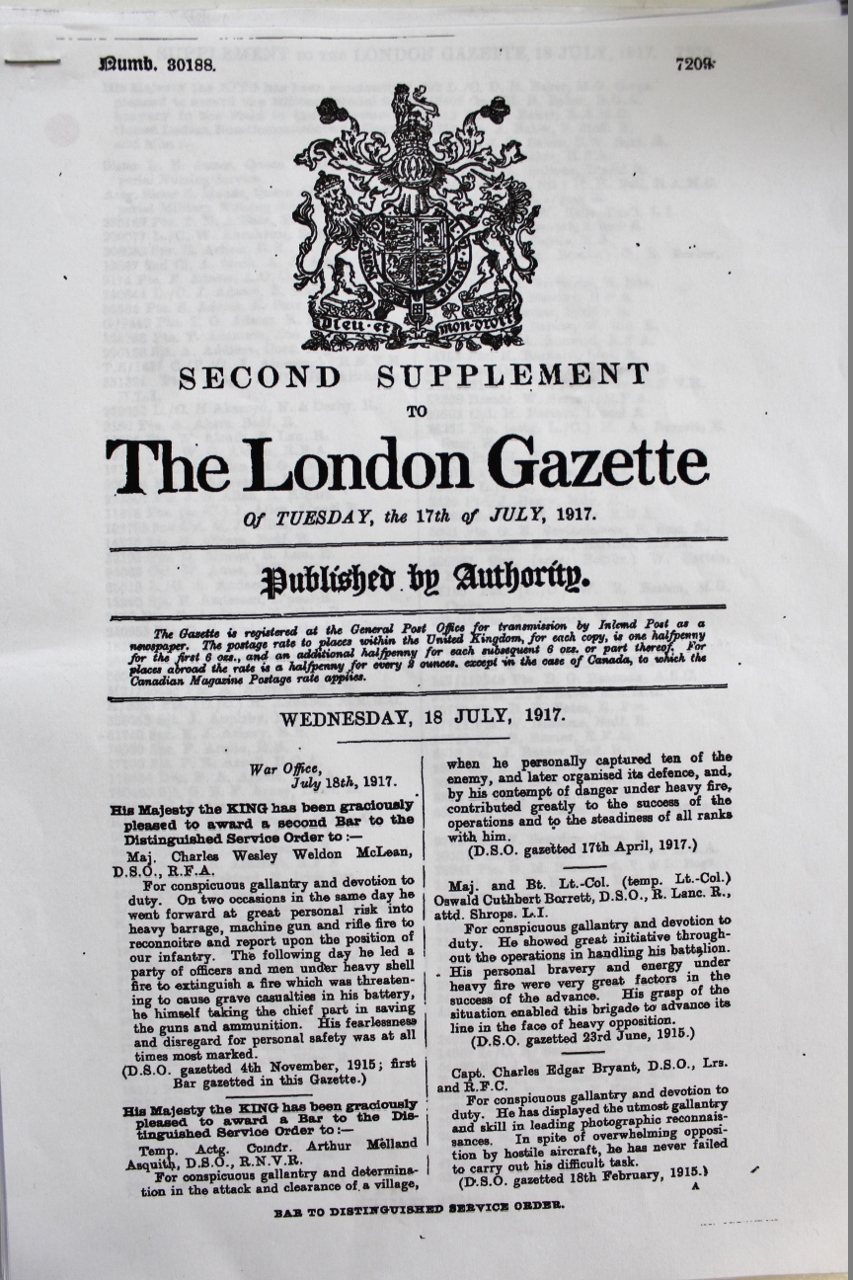 Numb. 30188.
7209
Dieu et
mon droit
SECOND SUPPLEMENT
TO
The London Gazette
Of TUESDAY, the 17th of JULY, 1917.
Published by Authority.
The Gazette is registered at the General Post Office for transmission by Inland Post as a
newspaper. The postage rate to places within the United Kingdom, for each copy, is one halfpenny
for the first 6 ozs., and an additional halfpenny for each subsequent 6 ozs. or part thereof. For
places abroad the rate is a halfpenny for every 2 ounces. except in the case of Canada, to which the
Canadian Magazine Postage rate applies.
WEDNESDAY, 18 JULY, 1917.
War Office,
July 18th, 1917.
His Majesty the KING has been graciously
pleased to award a second Bar to the
Distinguished Service Order to :—
Maj. Charles Wesley Weldon McLean,
D.S.O., R.F.A.
For conspicuous gallantry and devotion to
duty. On two occasions in the same day he
went forward at great personal risk into
heavy barrage, machine gun and rifle fire to
reconnoitre and report upon the position of
our infantry. The following day he led a
party of officers and men under heavy shell
fire to extinguish a fire which was threaten-
ing to cause grave casualties in his battery,
he himself taking the chief part in saving
the guns and ammunition. His fearlessness
and disregard for personal safety was at all
times most marked.
(D.S.O. gazetted 4th November, 1915; first
Bar gazetted in this Gazette.)
His Majesty the KING has been graciously
pleased to award a Bar to the Dis-
tinguished Service Order to :—
Temp. Actg. Comdr. Arthur Melland
Asquith, D.S.O., R.N.V.R.
For conspicuous gallantry and determina-
tion in the attack and clearance of a village,
when he personally captured ten of the
enemy, and later organised its defence, and,
by his contempt of danger under heavy fire,
contributed greatly to the success of the
operations and to the steadiness of all ranks
with him.
(D.S.O. gazetted 17th April, 1917.)
Maj. and Bt. Lt.-Col. (temp. Lt.-Col.)
Oswald Cuthbert Borrett, D.S.O., R. Lanc. R.,
attd. Shrops. L.I.
For conspicuous gallantry and devotion to
duty. He showed great initiative through-
out the operations in handling his battalion.
His personal bravery and energy under
heavy fire were very great factors in the
success of the advance. His grasp of the
situation enabled this brigade to advance its
line in the face of heavy opposition.
(D.S.O. gazetted 23rd June, 1915.)
Capt. Charles Edgar Bryant, D.S.O., Lrs.
and R.F.C.
For conspicuous gallantry and devotion to
duty. He has displayed the utmost gallantry
and skill in leading photographic reconnais-
sances. In spite of overwhelming opposi-
tion by hostile aircraft, he has never failed
to carry out his difficult task.
(D.S.O. gazetted 18th February, 1915.)
A
BAR TO DISTINGUISHED SERVICE ORDER.